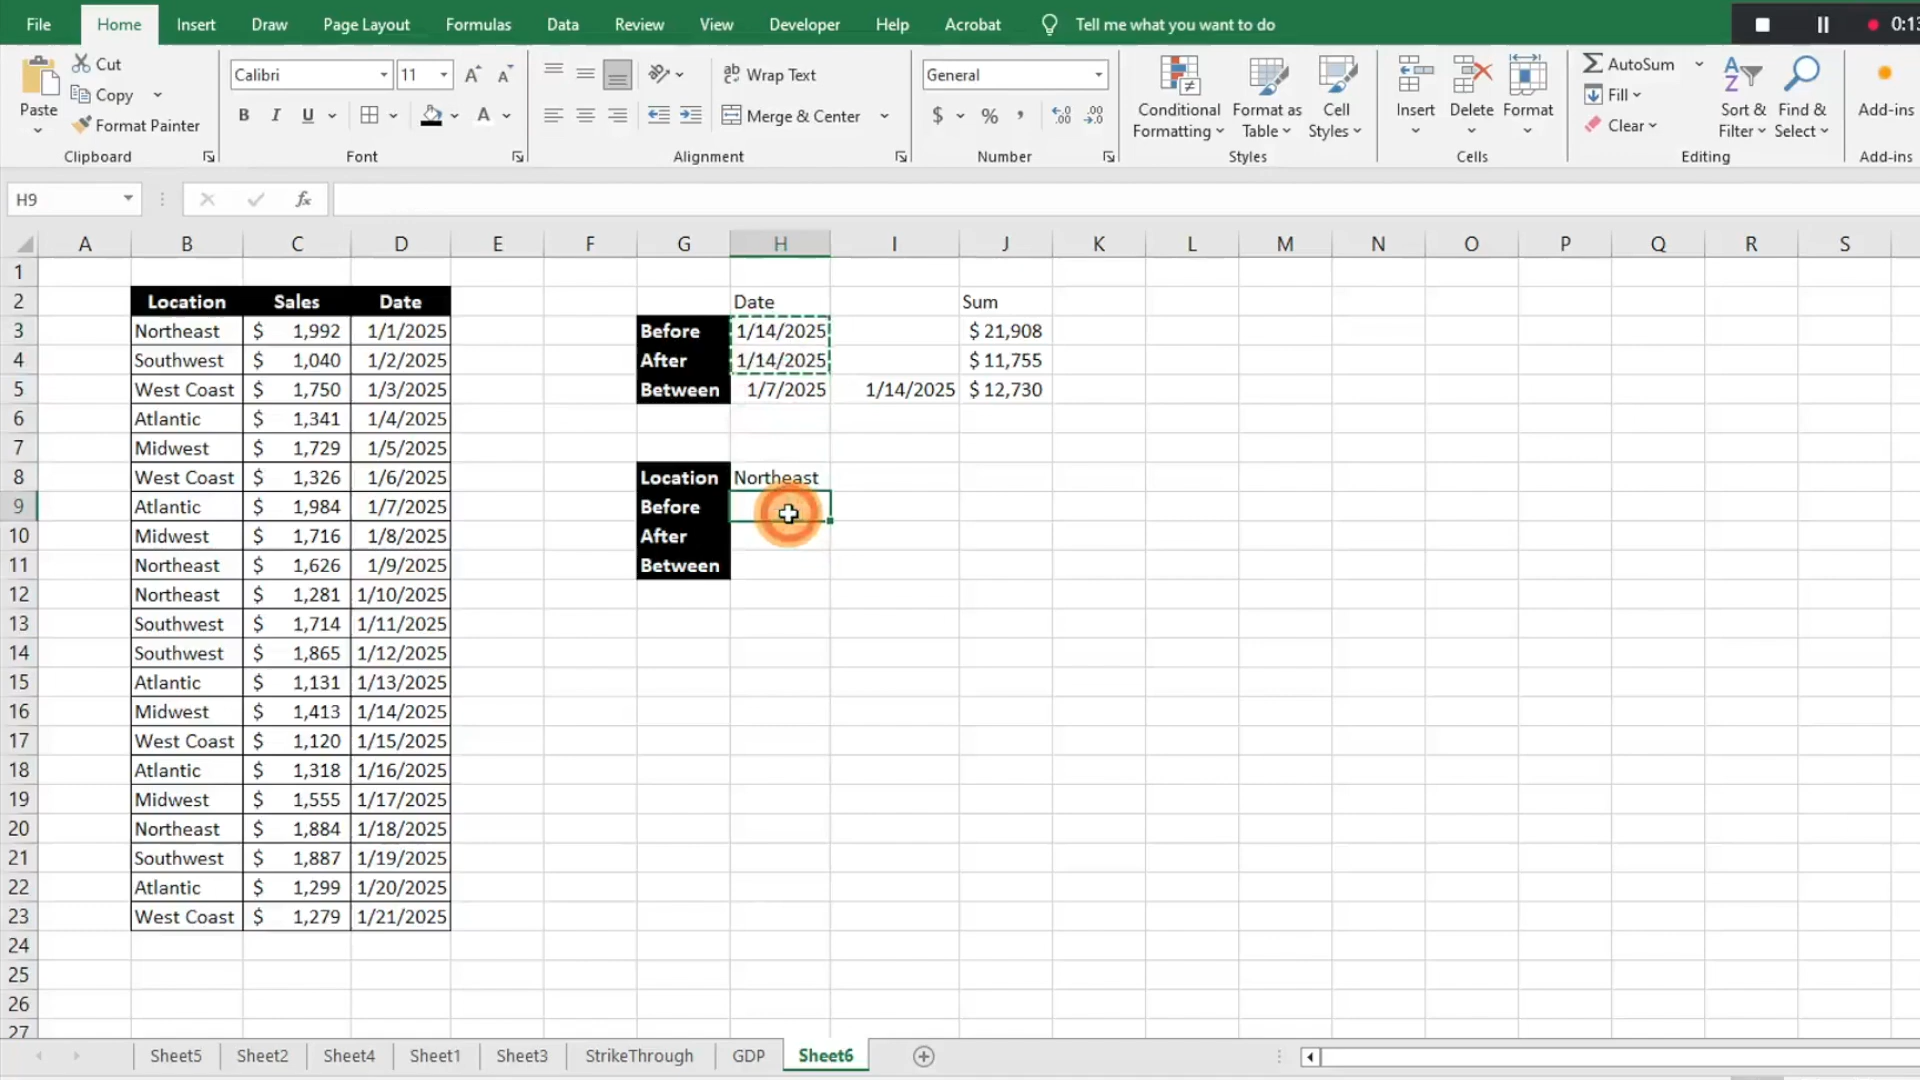 File Home Insert Draw Page Layout Formulas Data Review View Developer Help Acrobat Tell me what you want to do
Paste Cut Copy Format Painter
Clipboard
Calibri 11
B I U
Font
Wrap Text
Merge & Center
Alignment
General
$ % ,
Number
Conditional Formatting Format as Table Cell Styles
Styles
Insert Delete Format
Cells
AutoSum
Fill
Clear
Sort & Filter Find & Select
Editing
Add-ins
Add-ins
H9 fx
A B C D E F G H I J K L M N O P Q R S
1
2 Location Sales Date Date Sum
3 Northeast $ 1,992 1/1/2025 Before 1/14/2025 $ 21,908
4 Southwest $ 1,040 1/2/2025 After 1/14/2025 $ 11,755
5 West Coast $ 1,750 1/3/2025 Between 1/7/2025 1/14/2025 $ 12,730
6 Atlantic $ 1,341 1/4/2025
7 Midwest $ 1,729 1/5/2025
8 West Coast $ 1,326 1/6/2025 Location Northeast
9 Atlantic $ 1,984 1/7/2025 Before
10 Midwest $ 1,716 1/8/2025 After
11 Northeast $ 1,626 1/9/2025 Between
12 Northeast $ 1,281 1/10/2025
13 Southwest $ 1,714 1/11/2025
14 Southwest $ 1,865 1/12/2025
15 Atlantic $ 1,131 1/13/2025
16 Midwest $ 1,413 1/14/2025
17 West Coast $ 1,120 1/15/2025
18 Atlantic $ 1,318 1/16/2025
19 Midwest $ 1,555 1/17/2025
20 Northeast $ 1,884 1/18/2025
21 Southwest $ 1,887 1/19/2025
22 Atlantic $ 1,299 1/20/2025
23 West Coast $ 1,279 1/21/2025
24
25
26
27
Sheet5 Sheet2 Sheet4 Sheet1 Sheet3 StrikeThrough GDP Sheet6